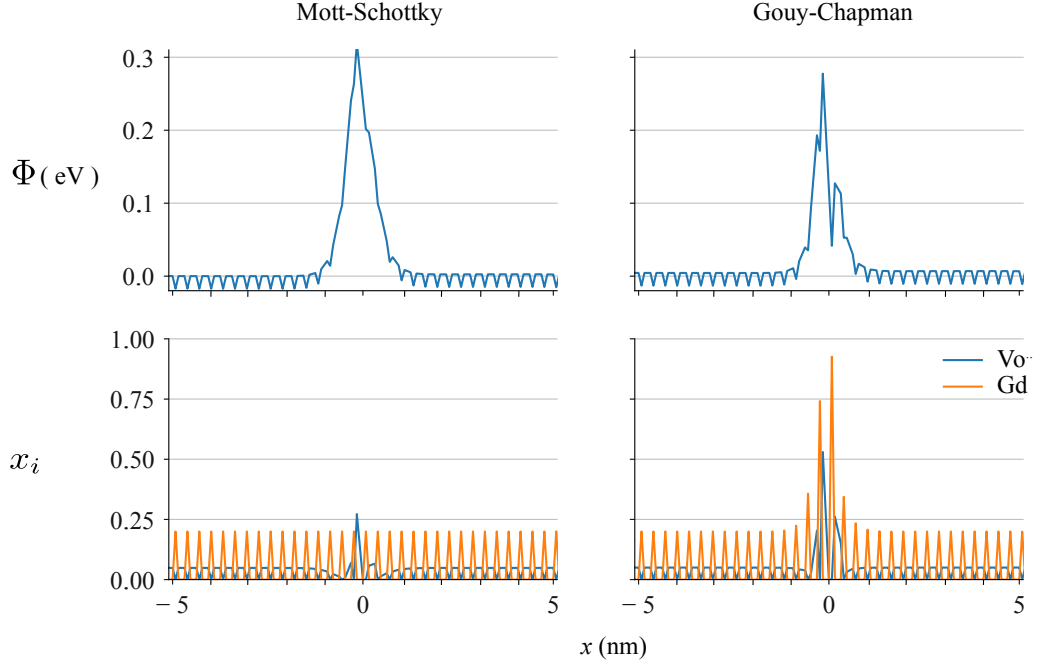 Mott-Schottky
Gouy-Chapman
0.3
0.2
Φ ( eV )
0.1
0.0
1.00
Vo··
Gd
0.75
x_i
0.50
0.25
0.00
− 5
0
5
− 5
0
5
x (nm)